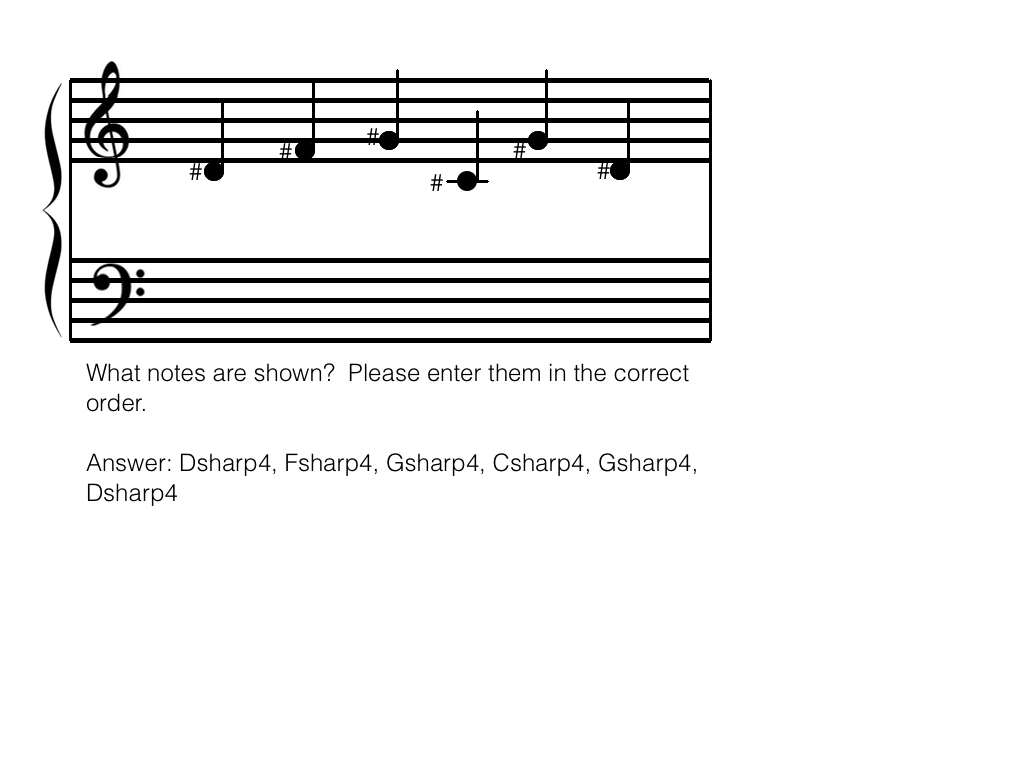 # # # # # #
What notes are shown?  Please enter them in the correct
order.
Answer: Dsharp4, Fsharp4, Gsharp4, Csharp4, Gsharp4,
Dsharp4